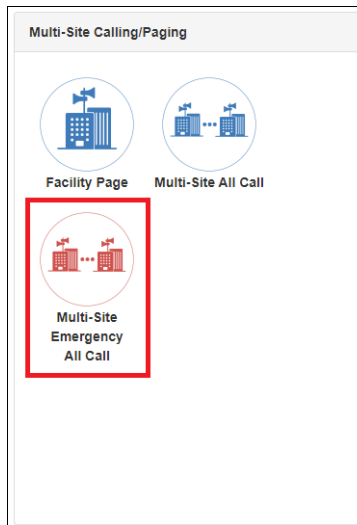 Multi-Site Calling/Paging
Facility Page
Multi-Site All Call
Multi-Site
Emergency
All Call